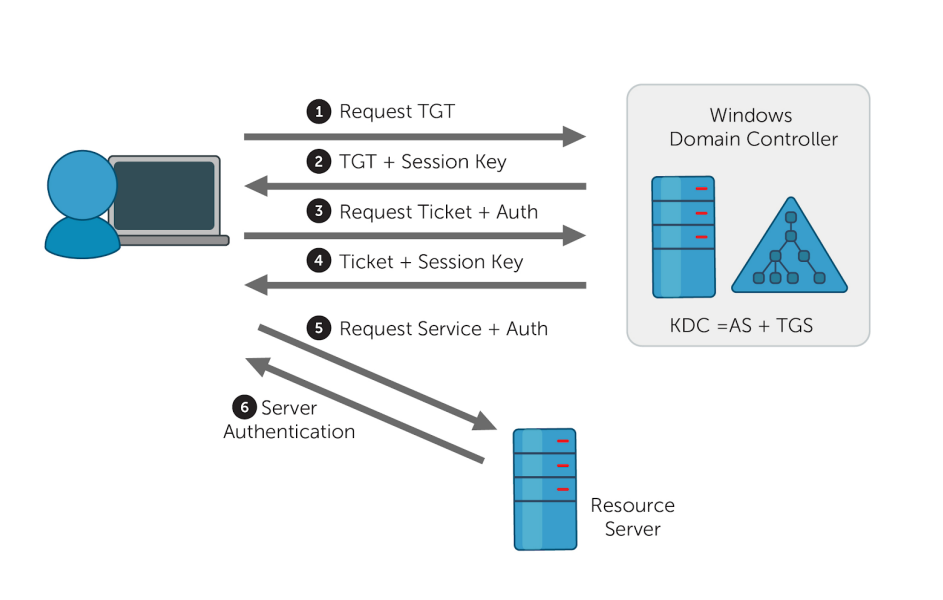 1 Request TGT
2 TGT + Session Key
3 Request Ticket + Auth
4 Ticket + Session Key
5 Request Service + Auth
6 Server
Authentication
Windows
Domain Controller
KDC =AS + TGS
Resource
Server